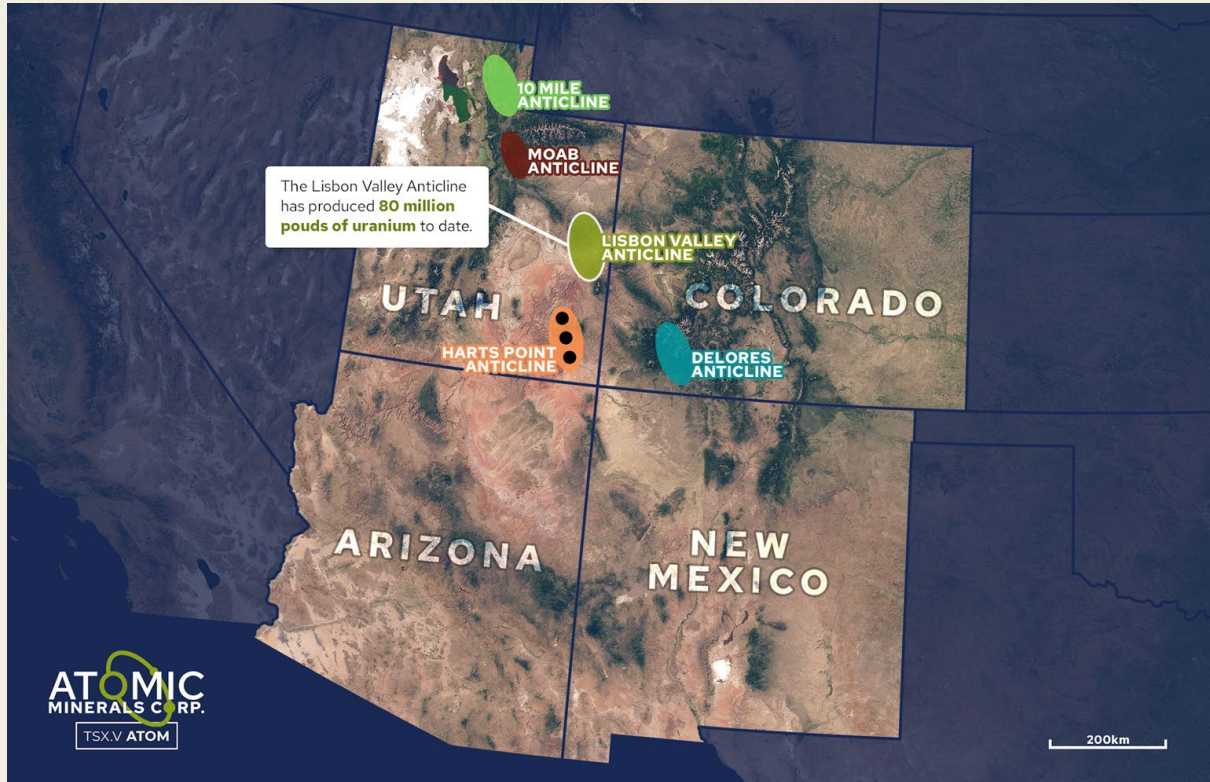 10 MILE
ANTICLINE
MOAB
ANTICLINE
The Lisbon Valley Anticline
has produced 80 million
pouds of uranium to date.
LISBON VALLEY
ANTICLINE
UTAH
COLORADO
HARTS POINT
ANTICLINE
DELORES
ANTICLINE
ARIZONA
NEW
MEXICO
ATOMIC
MINERALS CORP.
TSX.V ATOM
200km